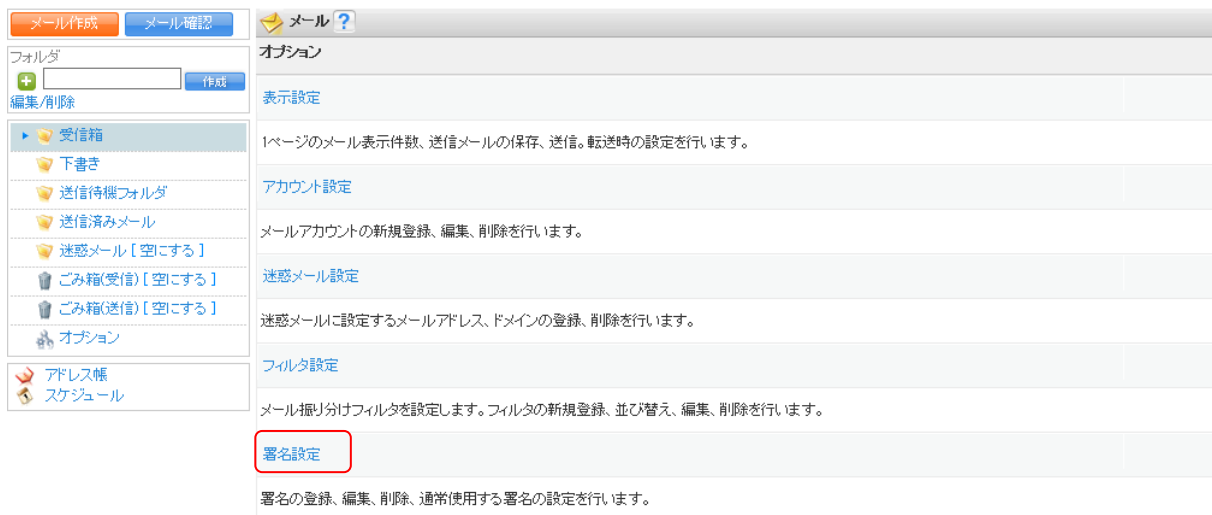 メール作成 メール確認
フォルダ
作成
編集/削除
受信箱
下書き
送信待機フォルダ
送信済みメール
迷惑メール [ 空にする ]
ごみ箱(受信) [ 空にする ]
ごみ箱(送信) [ 空にする ]
オプション
アドレス帳
スケジュール
メール ?
オプション
表示設定
1ページのメール表示件数、送信メールの保存、送信。転送時の設定を行います。
アカウント設定
メールアカウントの新規登録、編集、削除を行います。
迷惑メール設定
迷惑メールに設定するメールアドレス、ドメインの登録、削除を行います。
フィルタ設定
メール振り分けフィルタを設定します。フィルタの新規登録、並び替え、編集、削除を行います。
署名設定
署名の登録、編集、削除、通常使用する署名の設定を行います。